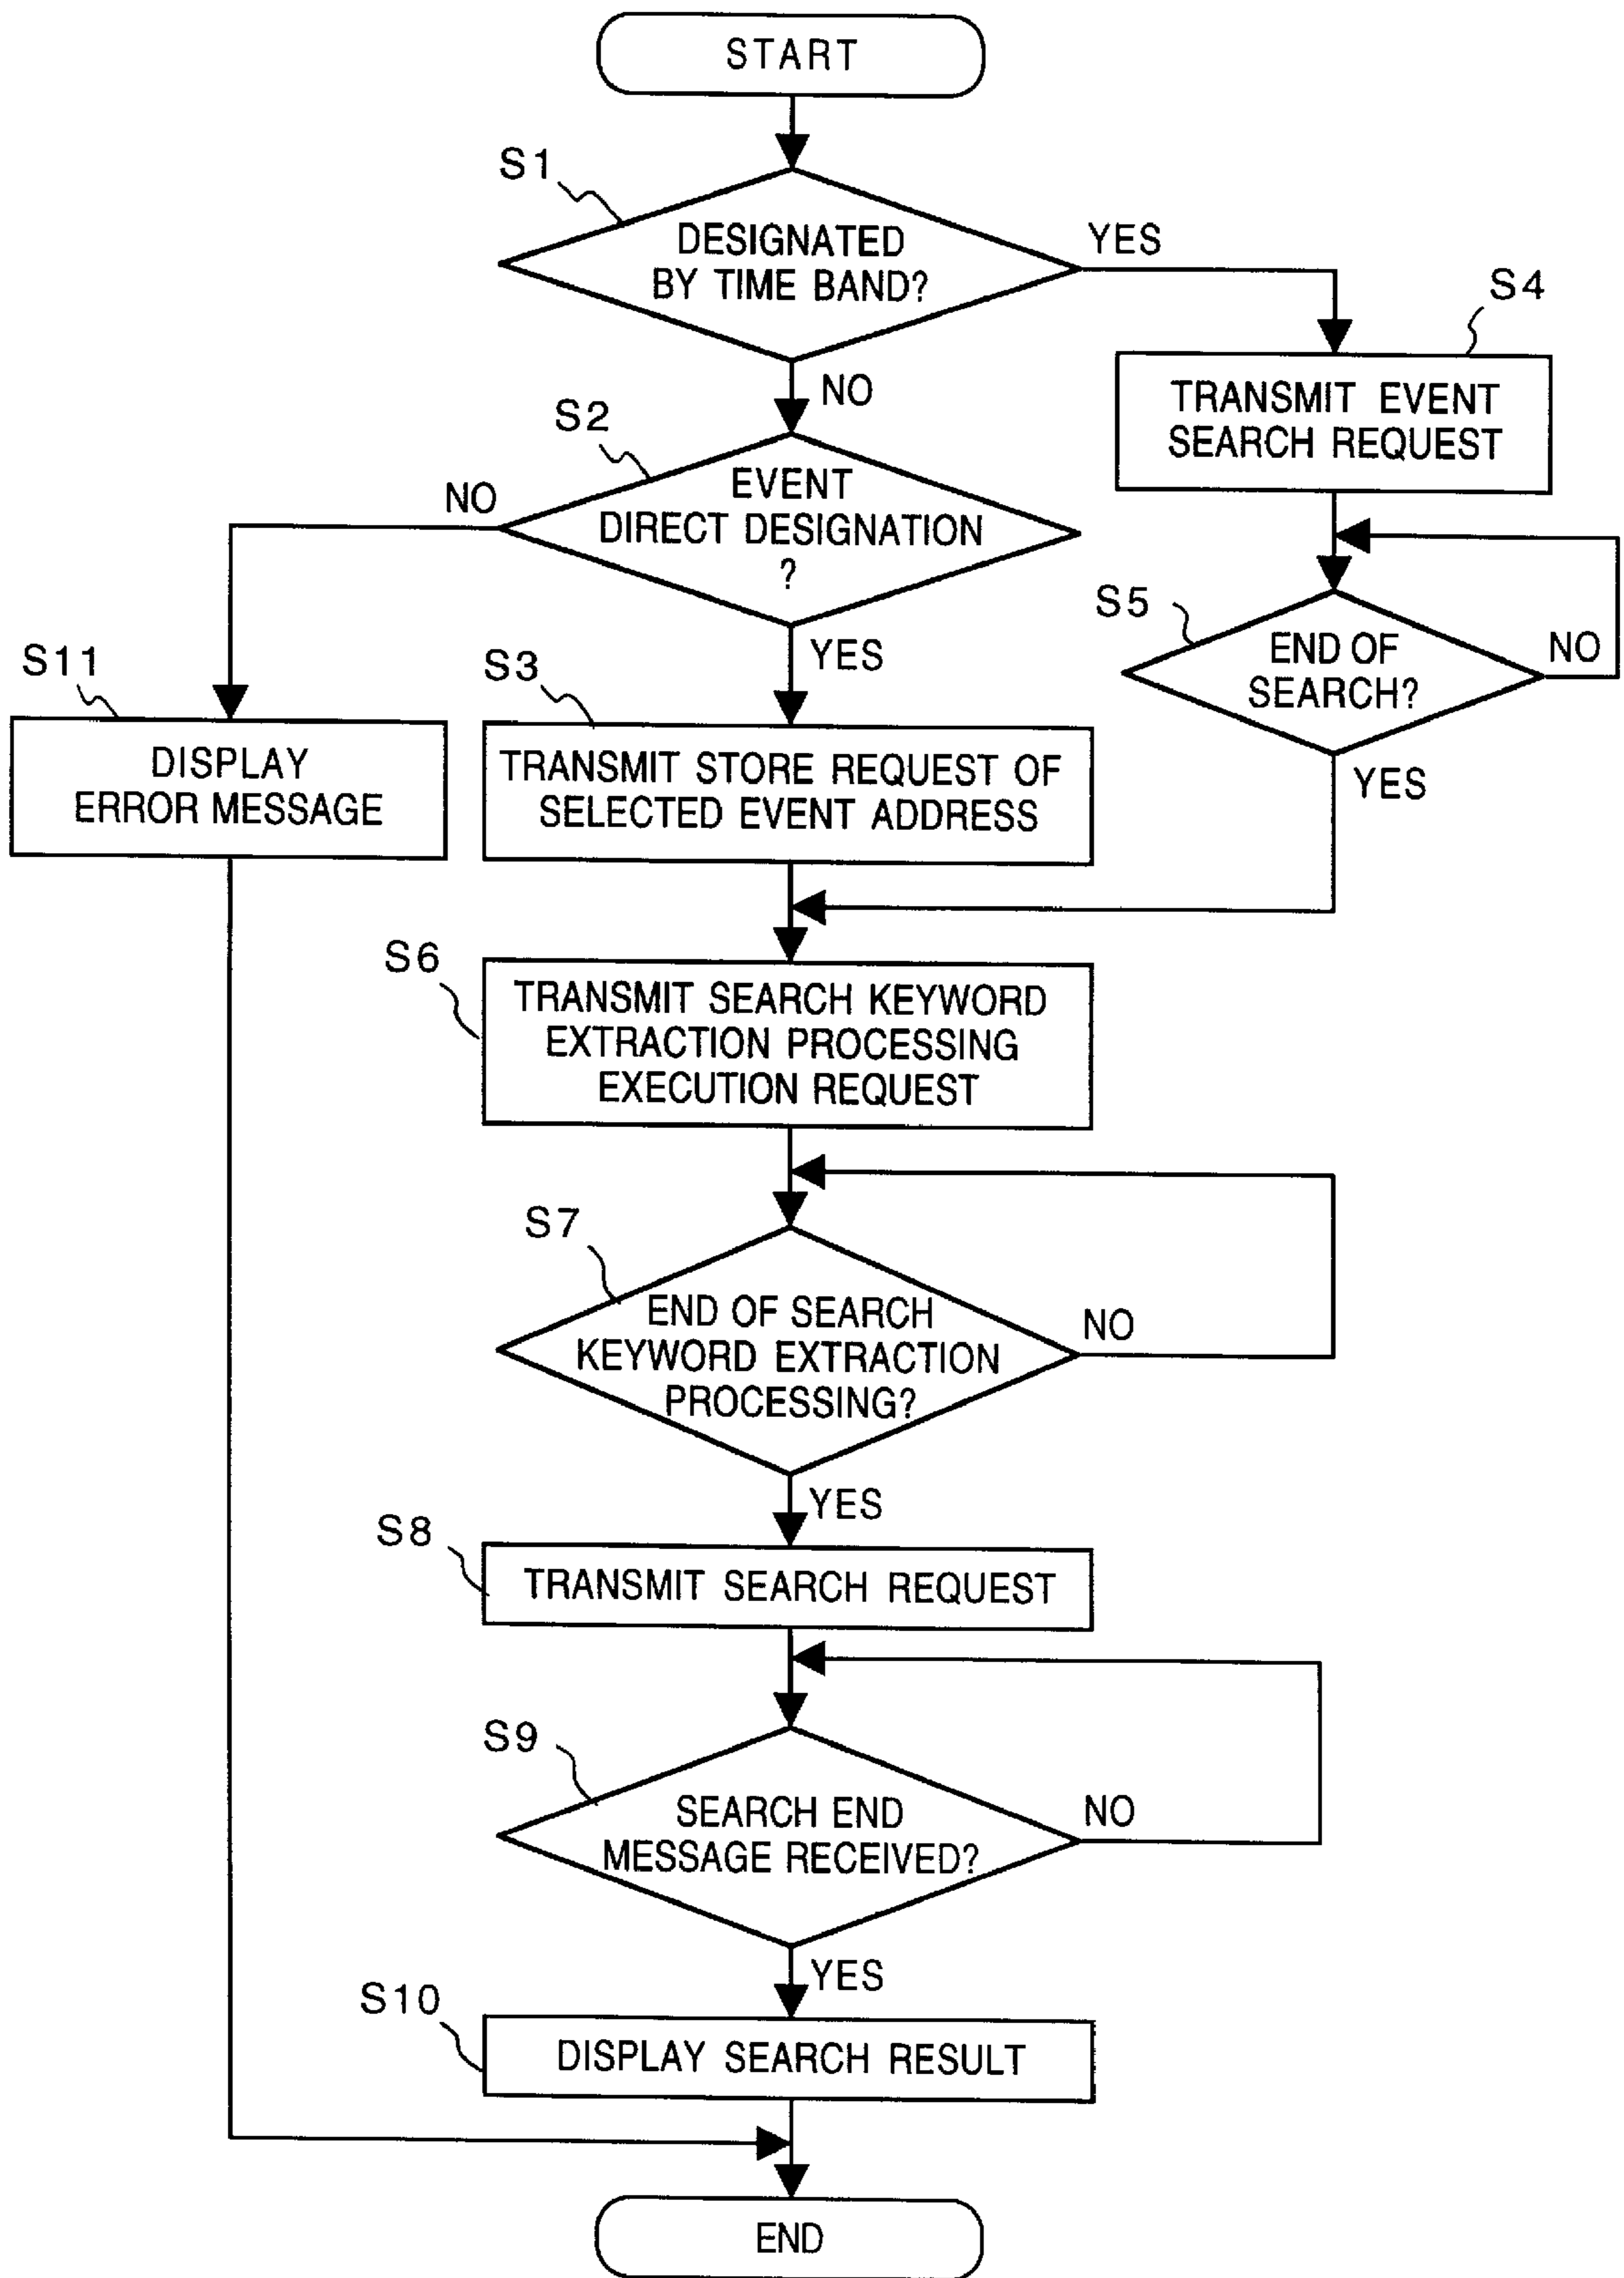 START
S1
DESIGNATED
BY TIME BAND?
YES
S4
TRANSMIT EVENT
SEARCH REQUEST
NO
S2
EVENT
DIRECT DESIGNATION
?
NO
YES
S5
END OF
SEARCH?
NO
YES
S11
DISPLAY
ERROR MESSAGE
S3
TRANSMIT STORE REQUEST OF
SELECTED EVENT ADDRESS
S6
TRANSMIT SEARCH KEYWORD
EXTRACTION PROCESSING
EXECUTION REQUEST
S7
END OF SEARCH
KEYWORD EXTRACTION
PROCESSING?
NO
YES
S8
TRANSMIT SEARCH REQUEST
S9
SEARCH END
MESSAGE RECEIVED?
NO
YES
S10
DISPLAY SEARCH RESULT
END